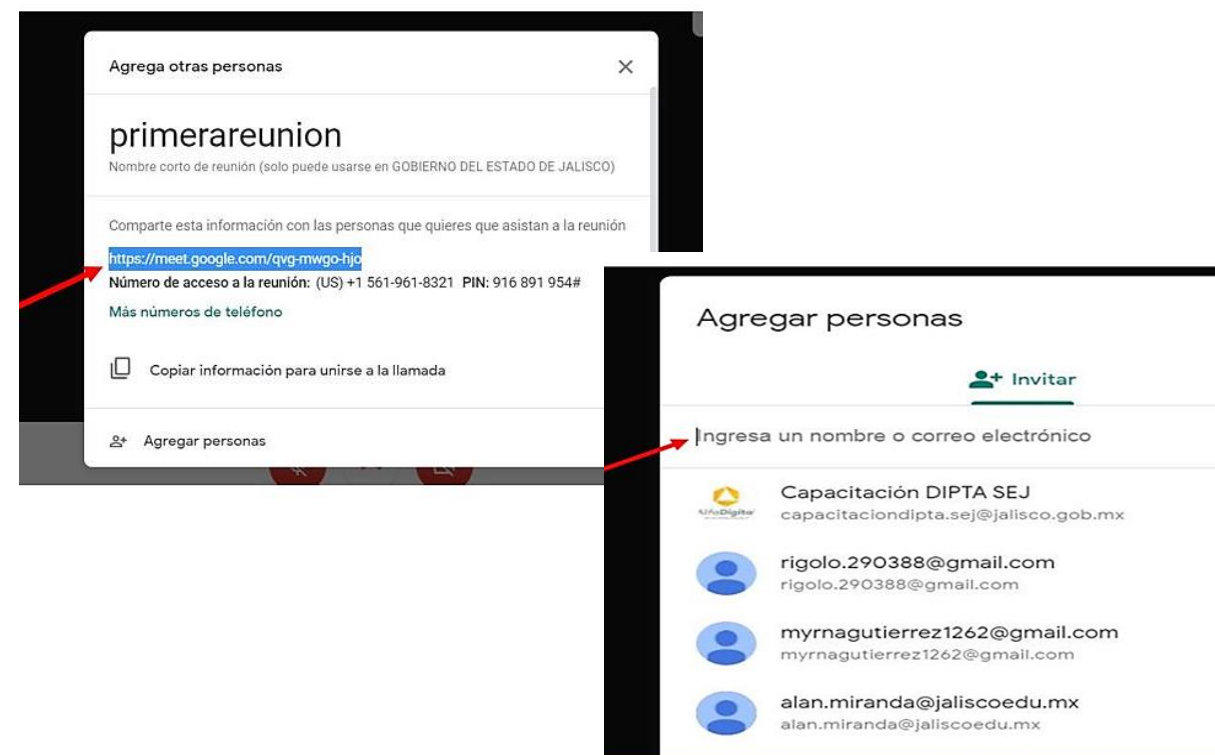 Agrega otras personas
primerareunion
Nombre corto de reunión (solo puede usarse en GOBIERNO DEL ESTADO DE JALISCO)
Comparte esta información con las personas que quieres que asistan a la reunión
https://meet.google.com/qvg-mwgo-hjo
Número de acceso a la reunión: (US) +1 561-961-8321 PIN: 916 891 954#
Más números de teléfono
Copiar información para unirse a la llamada
Agregar personas
Agregar personas
Invitar
Ingresa un nombre o correo electrónico
Capacitación DIPTA SEJ
capacitaciondipta.sej@jalisco.gob.mx
rigolo.290388@gmail.com
rigolo.290388@gmail.com
myrnagutierrez1262@gmail.com
myrnagutierrez1262@gmail.com
alan.miranda@jaliscoedu.mx
alan.miranda@jaliscoedu.mx